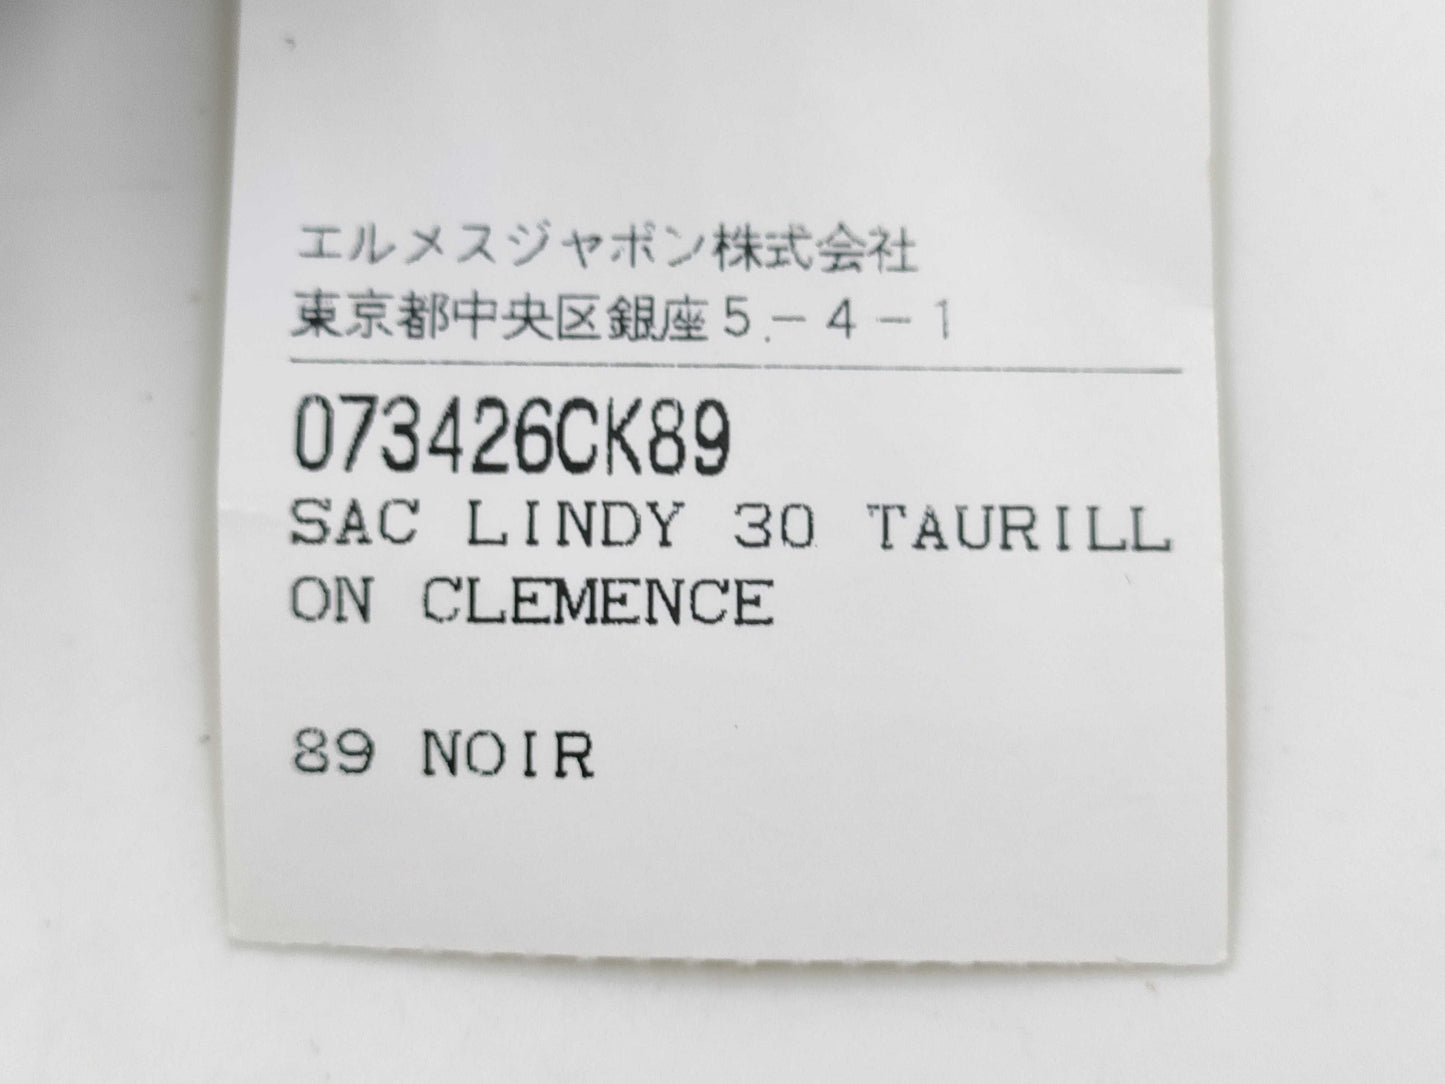 エルメスジャポン株式会社
東京都中央区銀座5-4-1
073426CK89
SAC LINDY 30 TAURILL
ON CLEMENCE
89 NOIR